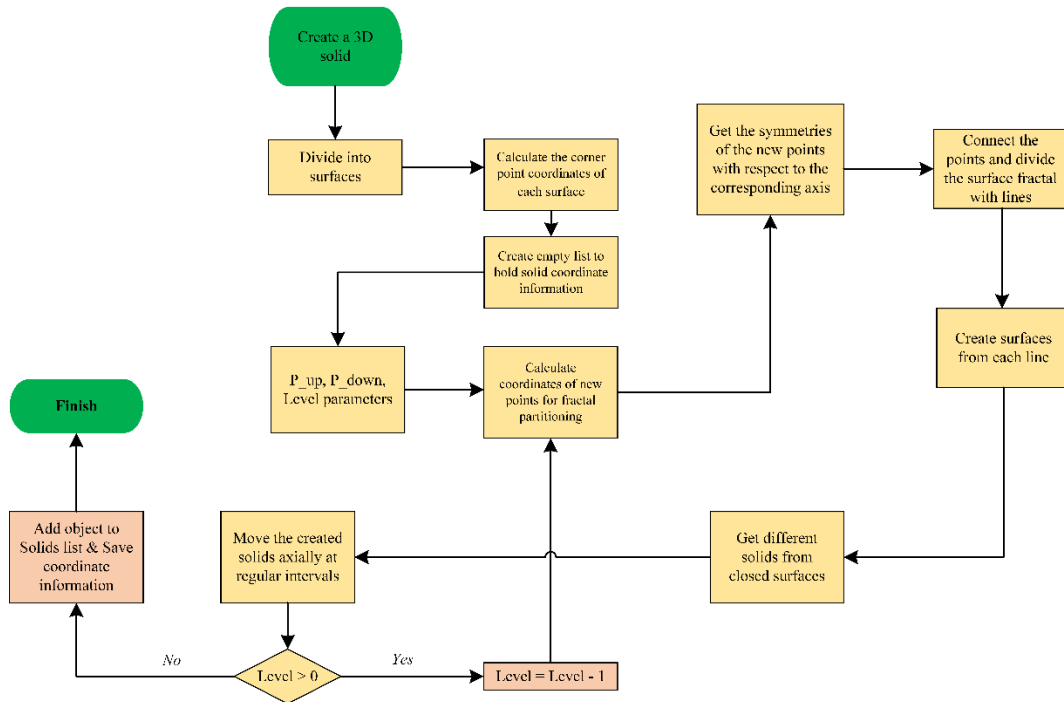 Create a 3D
solid
Divide into
surfaces
Calculate the corner
point coordinates of
each surface
Create empty list to
hold solid coordinate
information
P_up, P_down,
Level parameters
Calculate
coordinates of new
points for fractal
partitioning
Get the symmetries
of the new points
with respect to the
corresponding axis
Connect the
points and divide
the surface fractal
with lines
Create surfaces
from each line
Get different
solids from
closed surfaces
Move the created
solids axially at
regular intervals
Level > 0
Yes
Level = Level - 1
No
Add object to
Solids list & Save
coordinate
information
Finish